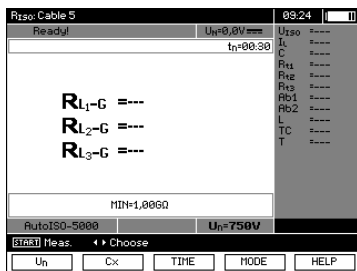 RISO: Cable 5 09:24
Ready! UN=0,0V
tn=00:30
RL1-G =---
RL2-G =---
RL3-G =---
MIN=1,00GΩ
AutoISO-5000 Un=750V
UISO =----
IL =----
C =----
Rt1 =----
Rt2 =----
Rt3 =----
Ab1 =----
Ab2 =----
L =----
TC =----
T =----
START Meas. Choose
Un Cx TIME MODE HELP